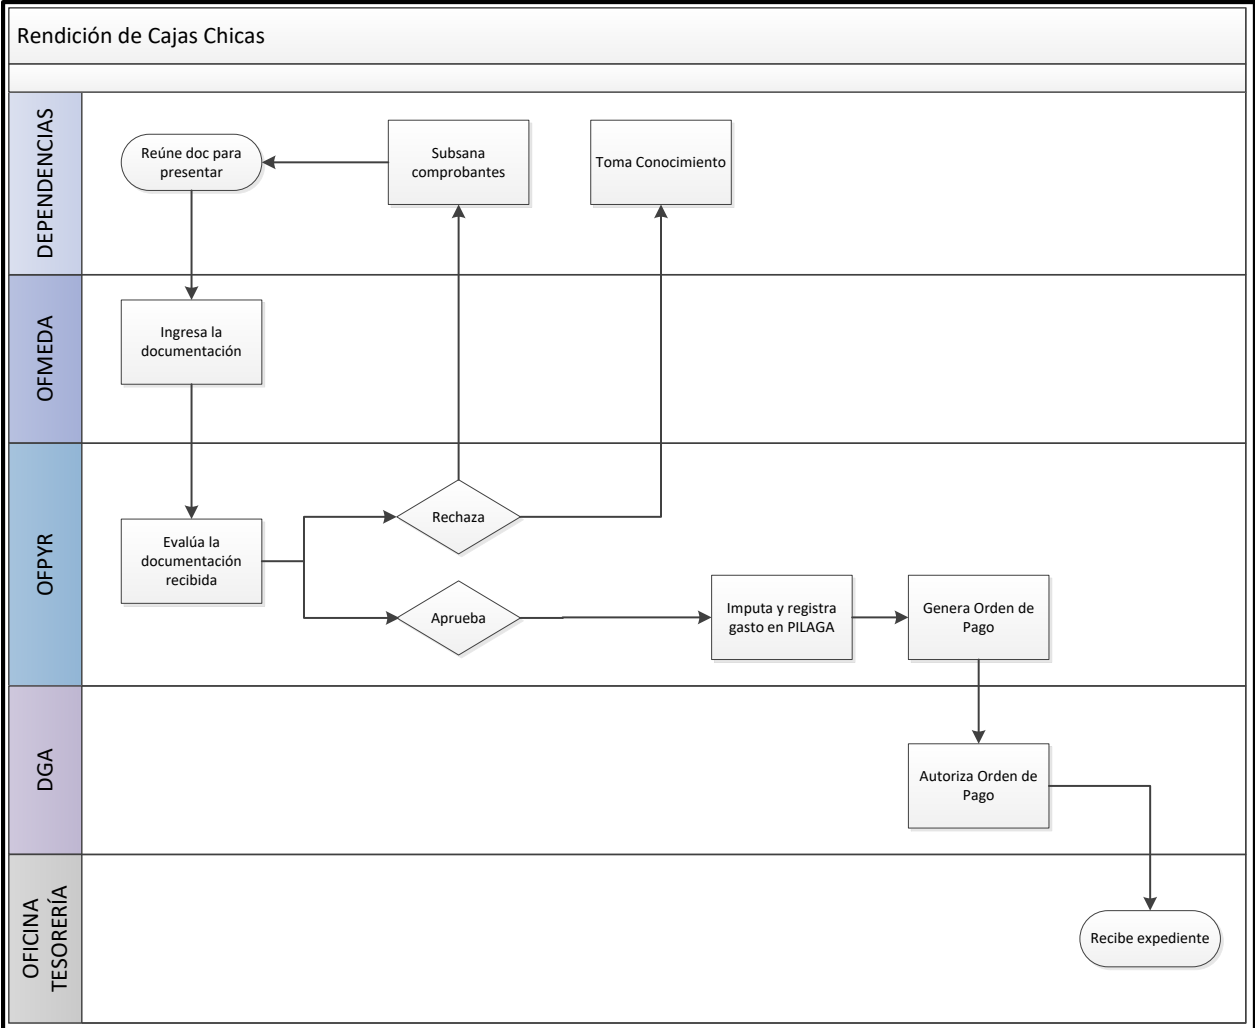 Rendición de Cajas Chicas
DEPENDENCIAS
Reúne doc para
presentar
Subsana
comprobantes
Toma Conocimiento
OFMEDA
Ingresa la
documentación
OFPYR
Evalúa la
documentación
recibida
Rechaza
Aprueba
Imputa y registra
gasto en PILAGA
Genera Orden de
Pago
DGA
Autoriza Orden de
Pago
OFICINA
TESORERÍA
Recibe expediente